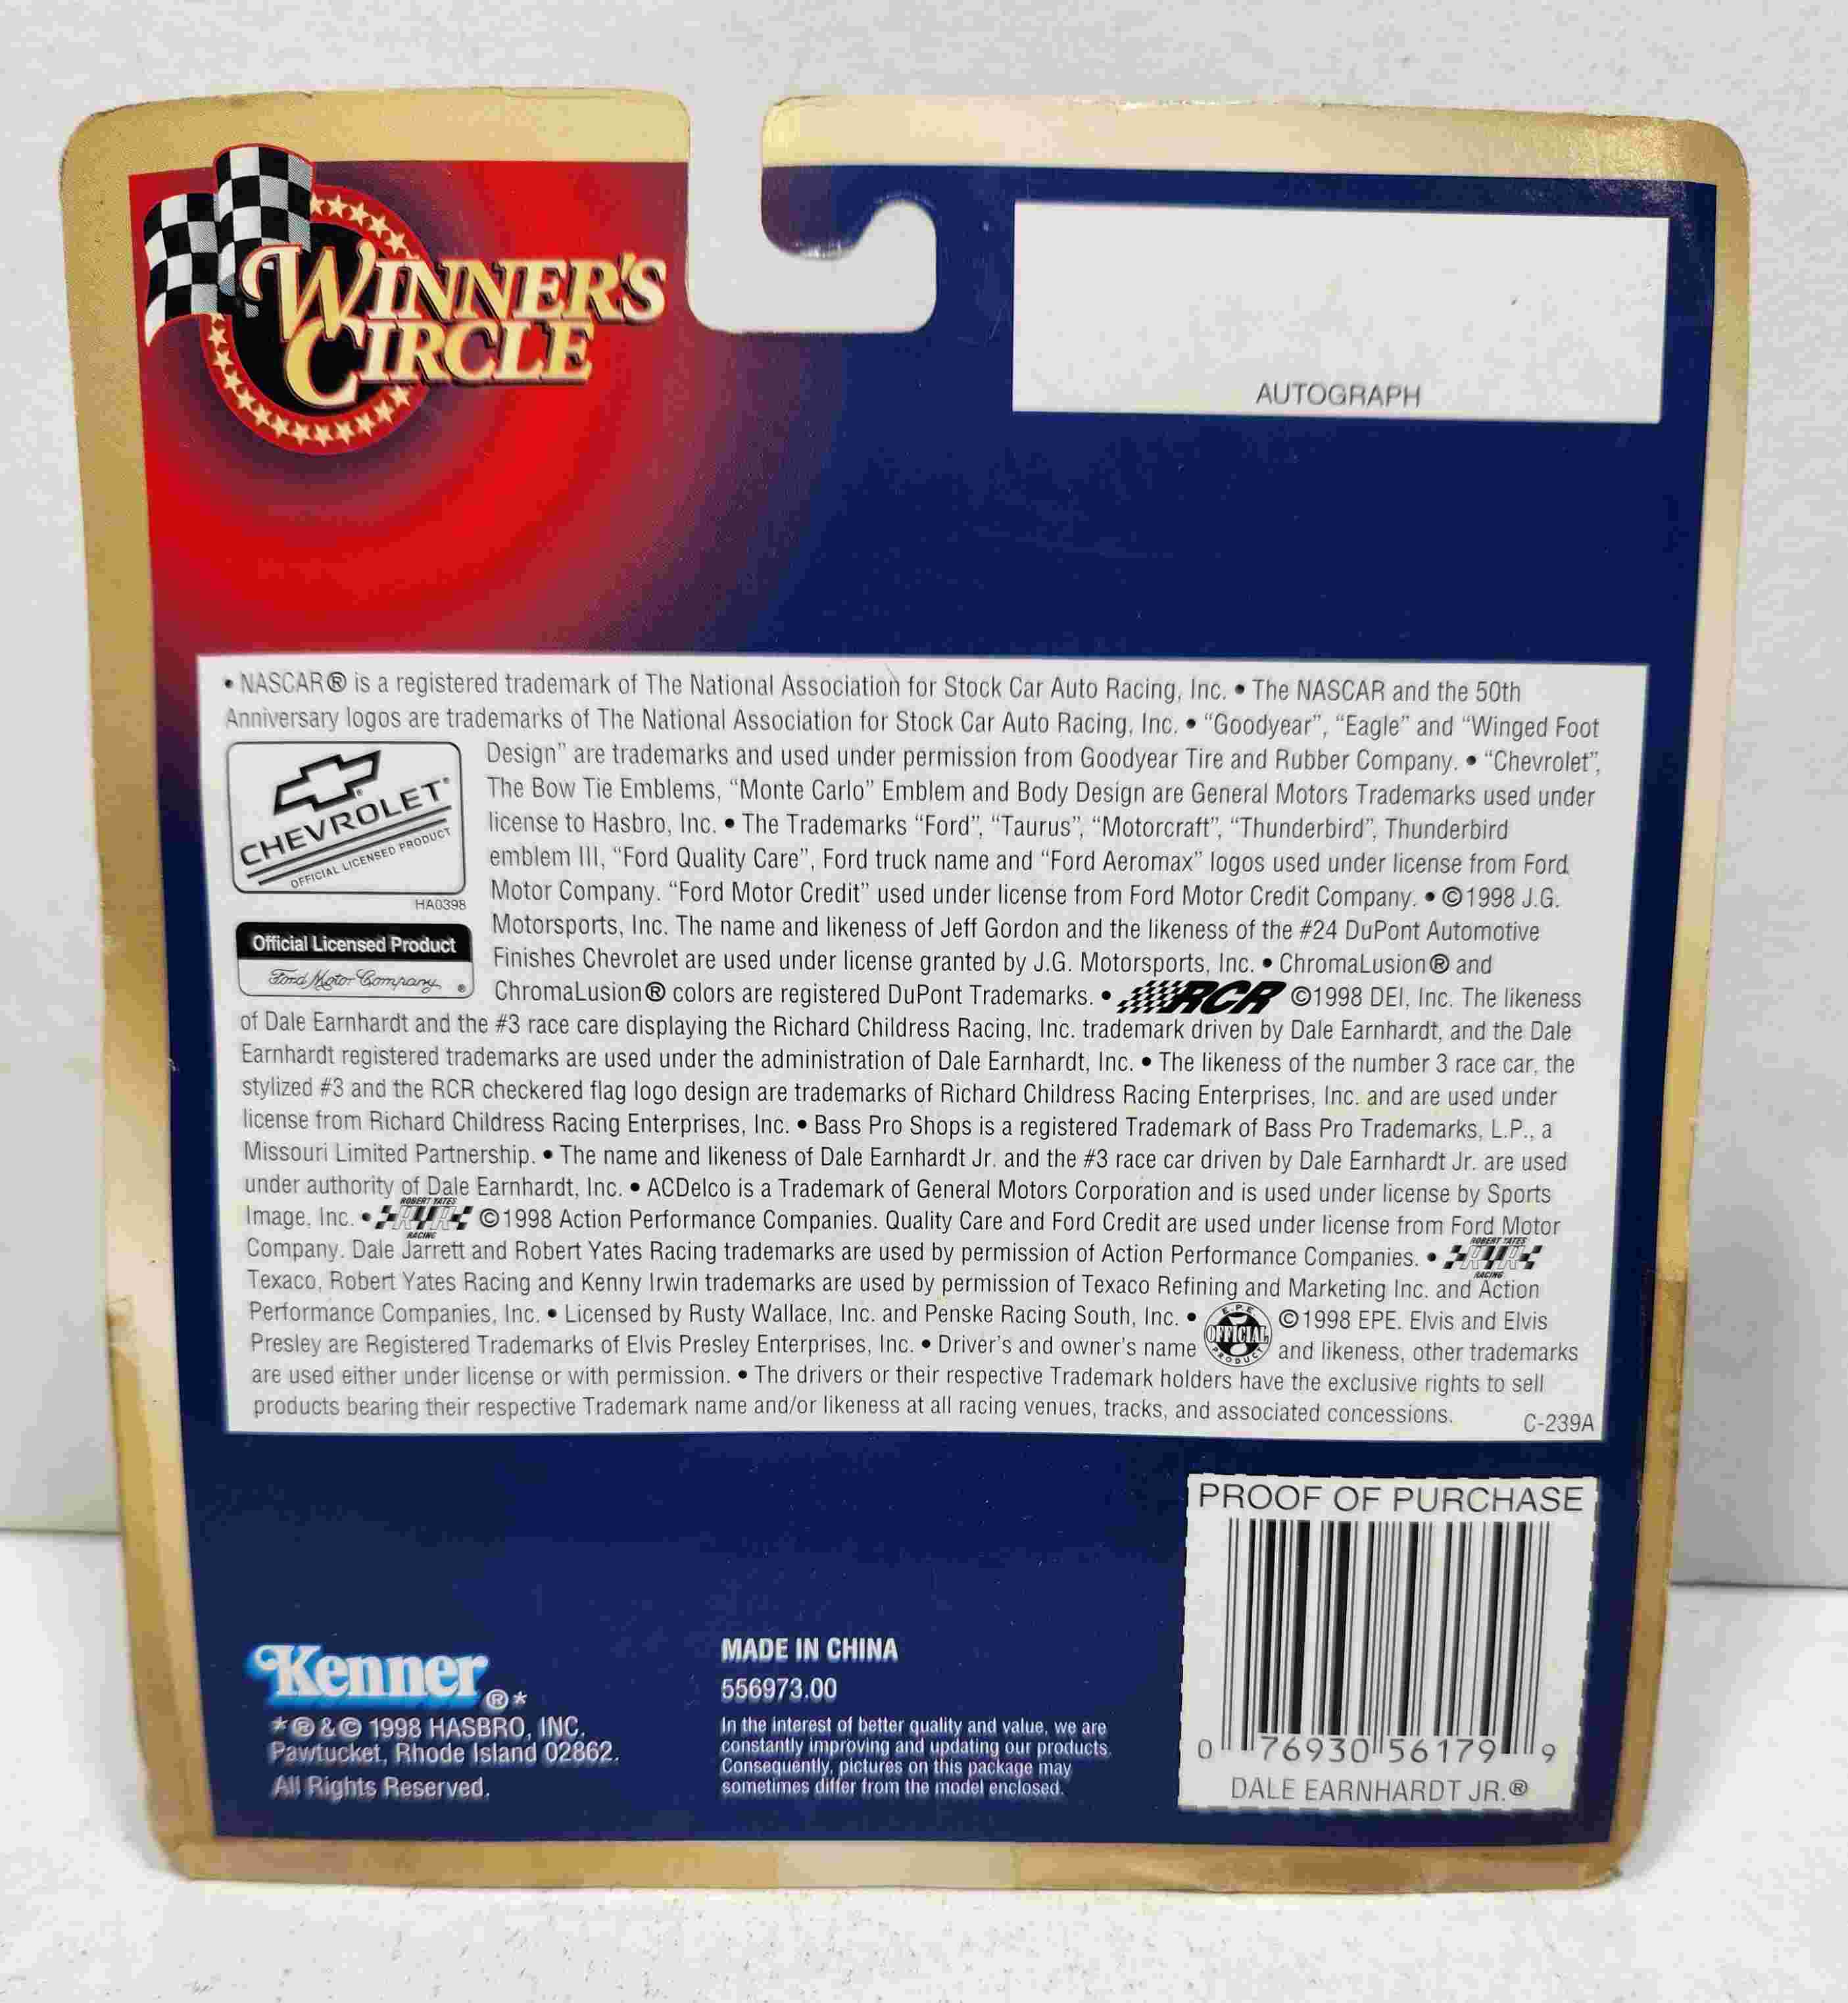 WINNER'S
CIRCLE
AUTOGRAPH
• NASCAR® is a registered trademark of The National Association for Stock Car Auto Racing, Inc. • The NASCAR and the 50th
Anniversary logos are trademarks of The National Association for Stock Car Auto Racing, Inc. • “Goodyear”, “Eagle” and “Winged Foot
Design” are trademarks and used under permission from Goodyear Tire and Rubber Company. • “Chevrolet”,
The Bow Tie Emblems, “Monte Carlo” Emblem and Body Design are General Motors Trademarks used under
license to Hasbro, Inc. • The Trademarks “Ford”, “Taurus”, “Motorcraft”, “Thunderbird”, Thunderbird
emblem III, “Ford Quality Care”, Ford truck name and “Ford Aeromax” logos used under license from Ford
Motor Company. “Ford Motor Credit” used under license from Ford Motor Credit Company. • ©1998 J.G.
Motorsports, Inc. The name and likeness of Jeff Gordon and the likeness of the #24 DuPont Automotive
Finishes Chevrolet are used under license granted by J.G. Motorsports, Inc. • ChromaLusion® and
ChromaLusion® colors are registered DuPont Trademarks. • RCR ©1998 DEI, Inc. The likeness
CHEVROLET®
OFFICIAL LICENSED PRODUCT
HA0398
Official Licensed Product
Ford Motor Company ®
of Dale Earnhardt and the #3 race care displaying the Richard Childress Racing, Inc. trademark driven by Dale Earnhardt, and the Dale
Earnhardt registered trademarks are used under the administration of Dale Earnhardt, Inc. • The likeness of the number 3 race car, the
stylized #3 and the RCR checkered flag logo design are trademarks of Richard Childress Racing Enterprises, Inc. and are used under
license from Richard Childress Racing Enterprises, Inc. • Bass Pro Shops is a registered Trademark of Bass Pro Trademarks, L.P., a
Missouri Limited Partnership. • The name and likeness of Dale Earnhardt Jr. and the #3 race car driven by Dale Earnhardt Jr. are used
under authority of Dale Earnhardt, Inc. • ACDelco is a Trademark of General Motors Corporation and is used under license by Sports
Image, Inc. • ROBERT YATES RACING ©1998 Action Performance Companies. Quality Care and Ford Credit are used under license from Ford Motor
Company. Dale Jarrett and Robert Yates Racing trademarks are used by permission of Action Performance Companies. • ROBERT YATES RACING
Texaco, Robert Yates Racing and Kenny Irwin trademarks are used by permission of Texaco Refining and Marketing Inc. and Action
Performance Companies, Inc. • Licensed by Rusty Wallace, Inc. and Penske Racing South, Inc. • E.P.E. OFFICIAL PRODUCT ©1998 EPE. Elvis and Elvis
Presley are Registered Trademarks of Elvis Presley Enterprises, Inc. • Driver’s and owner’s name and likeness, other trademarks
are used either under license or with permission. • The drivers or their respective Trademark holders have the exclusive rights to sell
products bearing their respective Trademark name and/or likeness at all racing venues, tracks, and associated concessions.
C-239A
Kenner ®*
*®&© 1998 HASBRO, INC.
Pawtucket, Rhode Island 02862.
All Rights Reserved.
MADE IN CHINA
556973.00
In the interest of better quality and value, we are
constantly improving and updating our products.
Consequently, pictures on this package may
sometimes differ from the model enclosed.
PROOF OF PURCHASE
0 76930 56179 9
DALE EARNHARDT JR.®